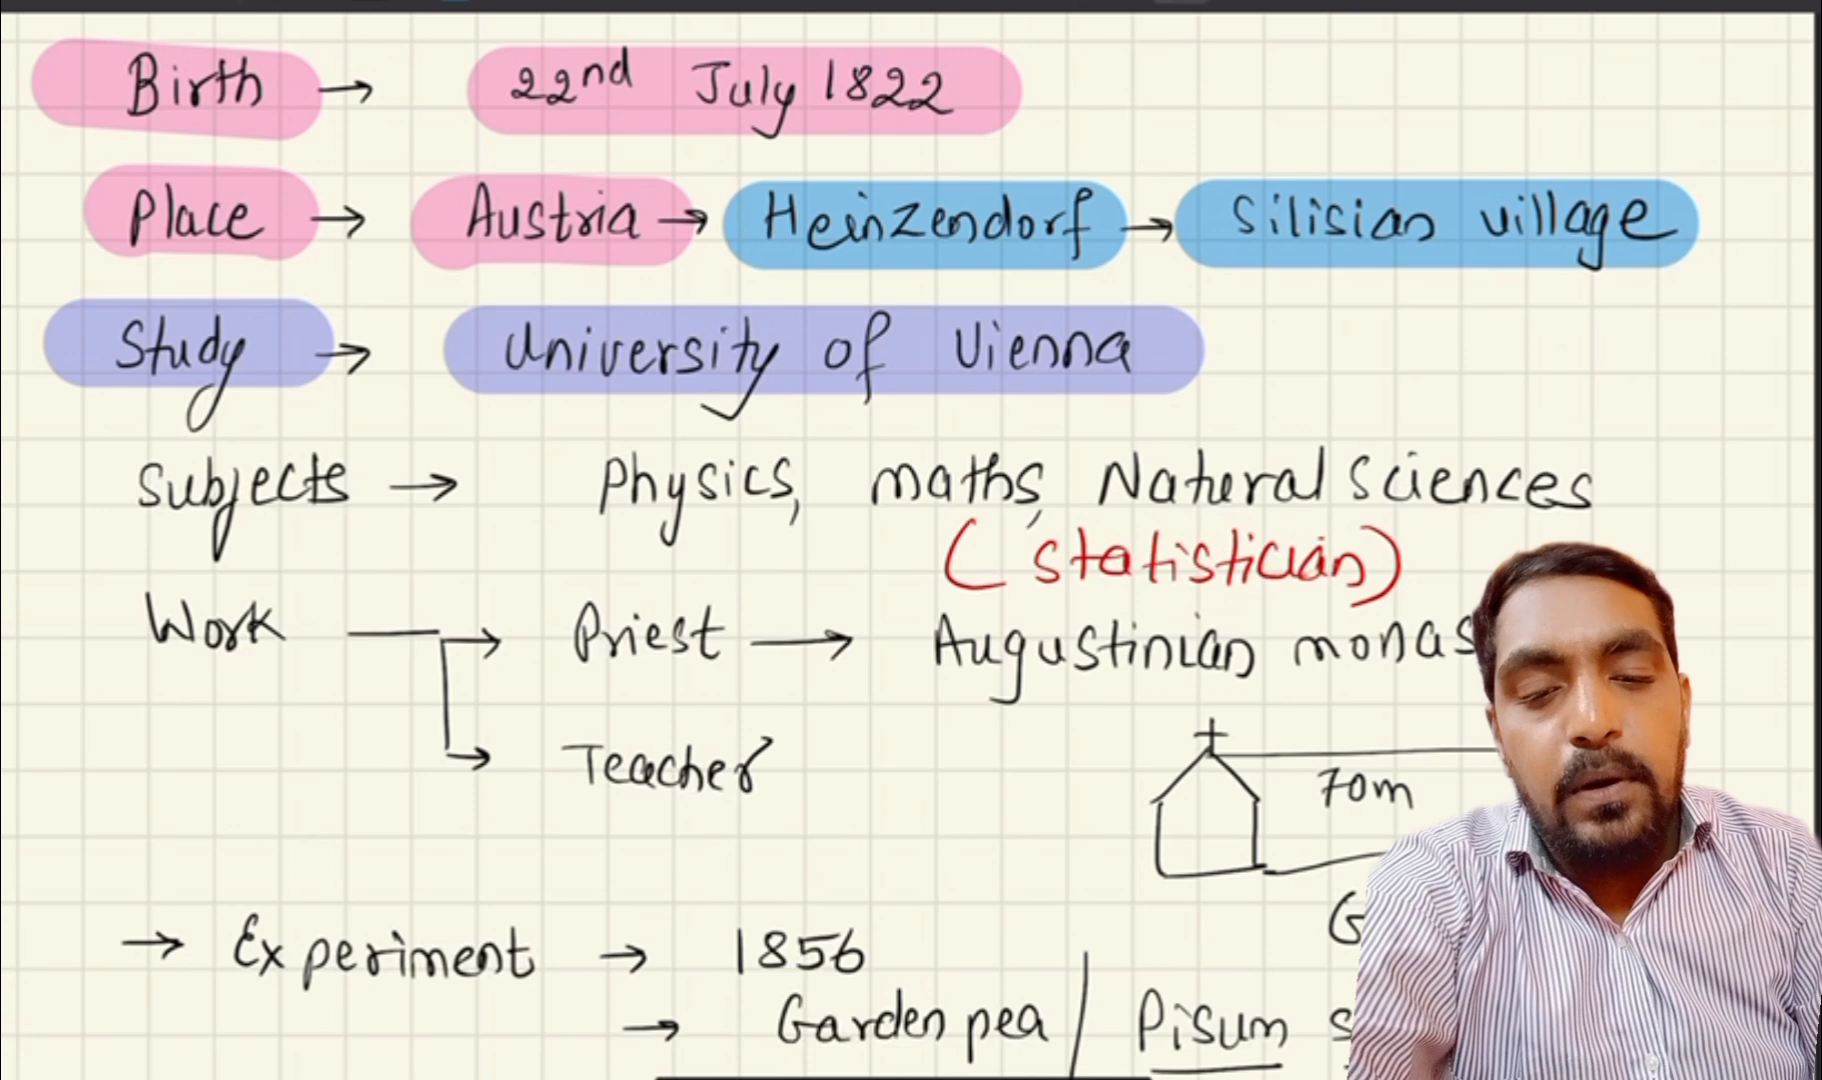 Birth → 22nd July 1822
Place → Austria → Heinzendorf → Silisian village
Study → University of Vienna
Subjects → Physics, maths, Natural Sciences
(Statistician)
Work → Priest → Augustinian monas
→ Teacher
70m
G
→ Experiment → 1856
→ Garden pea / Pisum s